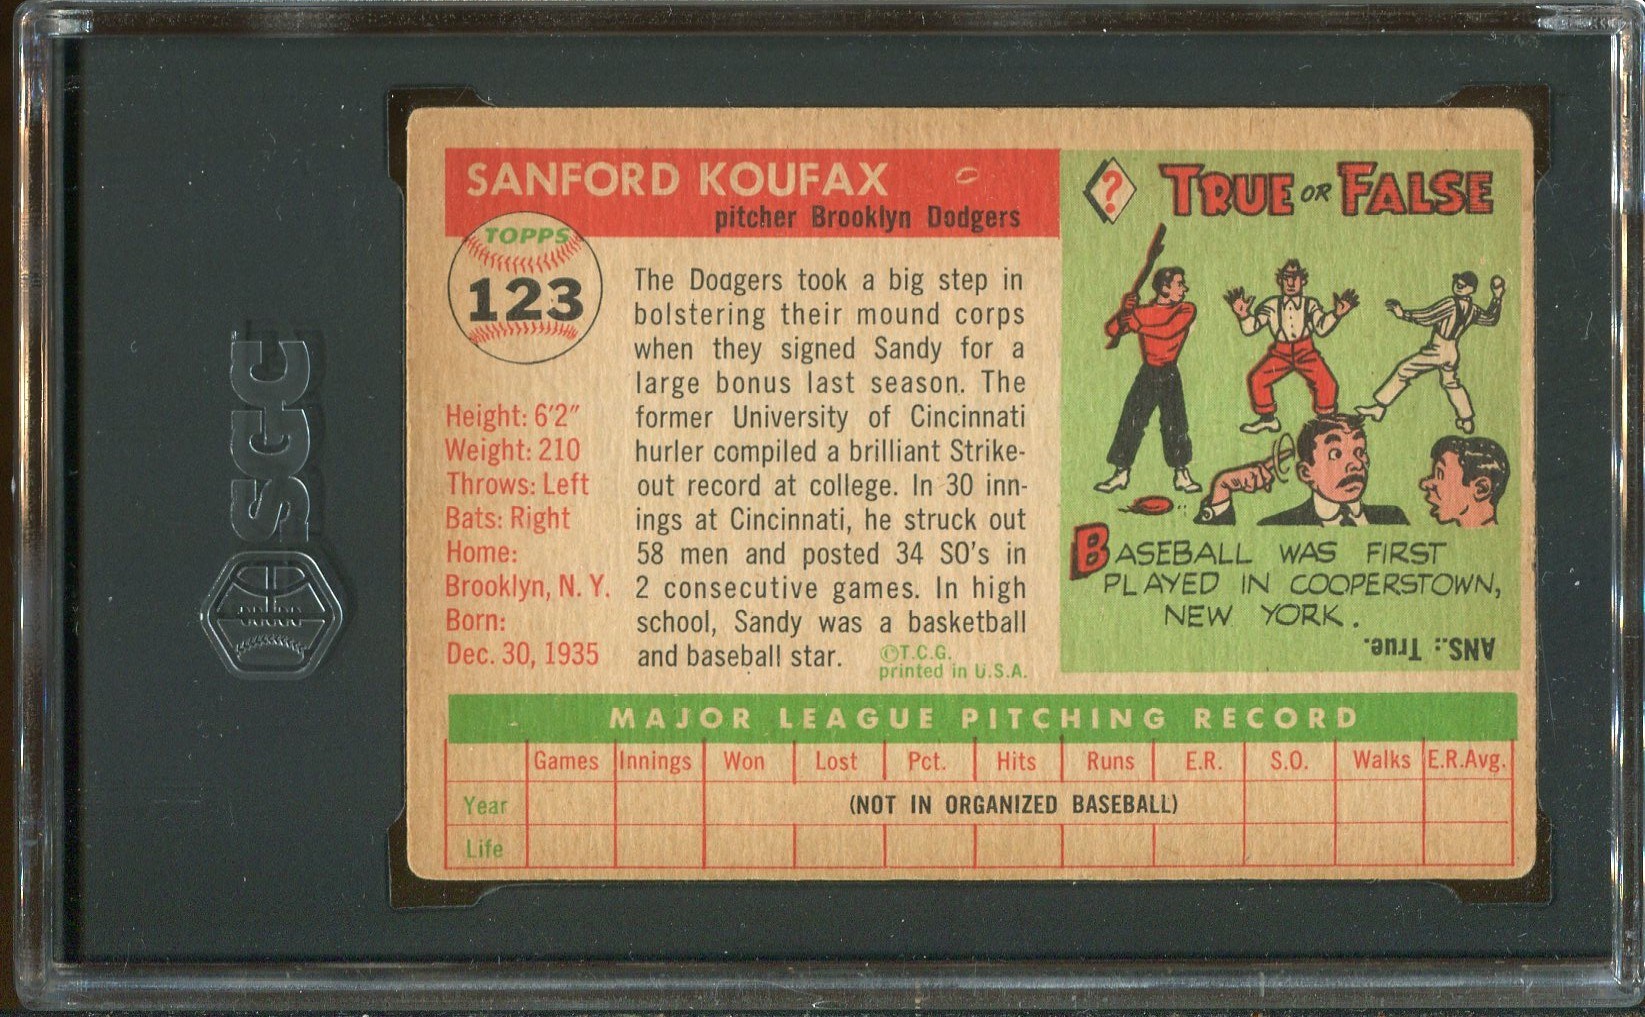 SGC
SANFORD KOUFAX
pitcher Brooklyn Dodgers
TOPPS
123
Height: 6'2"
Weight: 210
Throws: Left
Bats: Right
Home:
Brooklyn, N. Y.
Born:
Dec. 30, 1935
The Dodgers took a big step in
bolstering their mound corps
when they signed Sandy for a
large bonus last season. The
former University of Cincinnati
hurler compiled a brilliant Strike-
out record at college. In 30 inn-
ings at Cincinnati, he struck out
58 men and posted 34 SO's in
2 consecutive games. In high
school, Sandy was a basketball
and baseball star.
©T.C.G.
printed in U.S.A.
?
TRUE OR FALSE
BASEBALL WAS FIRST
PLAYED IN COOPERSTOWN,
NEW YORK.
ANS.: True.
MAJOR LEAGUE PITCHING RECORD
Games Innings Won Lost Pct. Hits Runs E.R. S.O. Walks E.R.Avg.
Year (NOT IN ORGANIZED BASEBALL)
Life